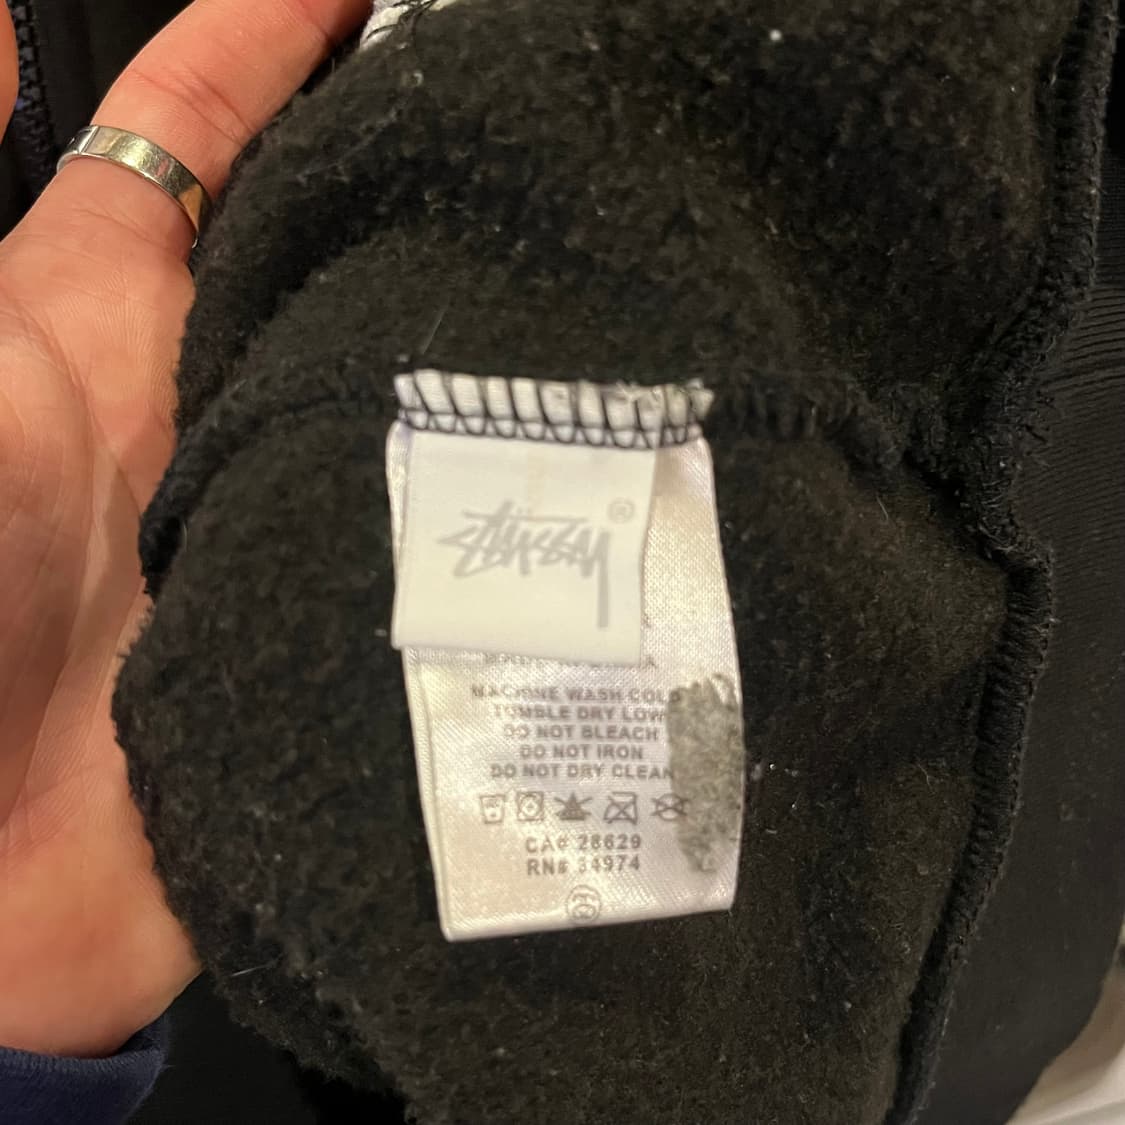 Stüssy ®
MACHINE WASH COLD
TUMBLE DRY LOW
DO NOT BLEACH
DO NOT IRON
DO NOT DRY CLEAN
CA# 28629
RN# 34974